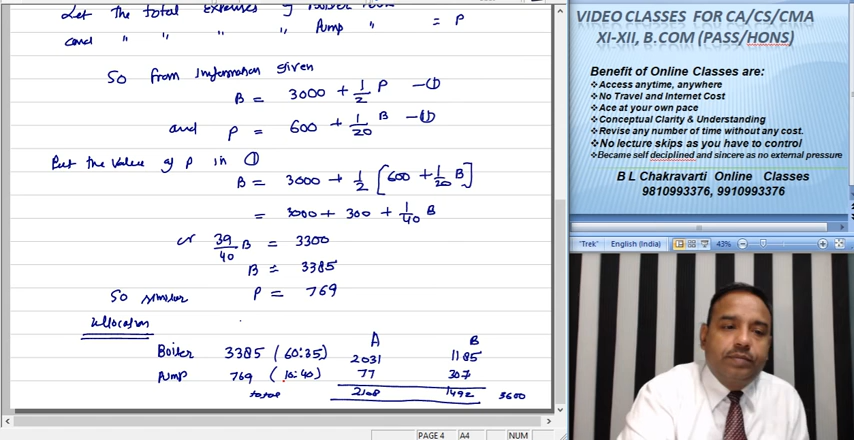 Let the total Expenses of Boiler
and " " " " Pump " = P
So from Information given
B = 3000 + 1/2 P —①
and P = 600 + 1/20 B —①
Put the Value of P in ①
B = 3000 + 1/2 [600 + 1/20 B]
= 3000 + 300 + 1/40 B
or 39/40 B = 3300
B = 3385
So similar P = 769
Allocation
A B
Boiler 3385 (60:35) 2031 1185
Pump 769 (10:40) 77 307
total 2108 1492 3600
PAGE 4 A4 NUM
VIDEO CLASSES FOR CA/CS/CMA
XI-XII, B.COM (PASS/HONS)
Benefit of Online Classes are:
❖Access anytime, anywhere
❖No Travel and Internet Cost
❖Ace at your own pace
❖Conceptual Clarity & Understanding
❖Revise any number of time without any cost.
❖No lecture skips as you have to control
❖Became self deciplined and sincere as no external pressure
B L Chakravarti Online Classes
9810993376, 9910993376
"Trek" English (India) 43%